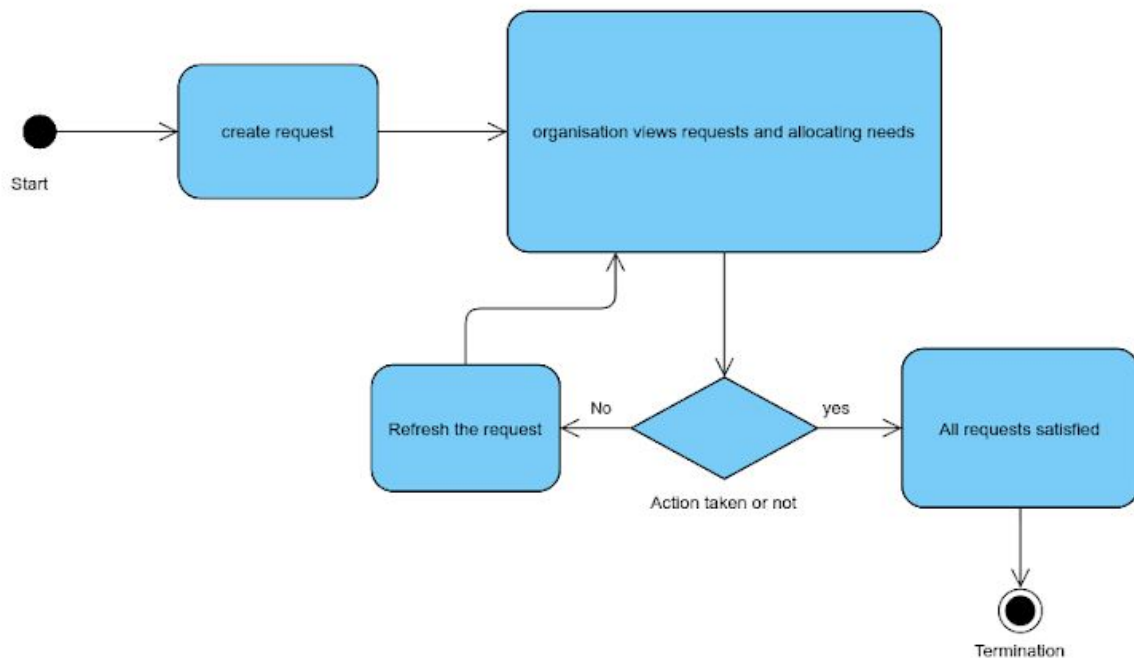 create request
organisation views requests and allocating needs
Start
No
yes
Refresh the request
All requests satisfied
Action taken or not
Termination